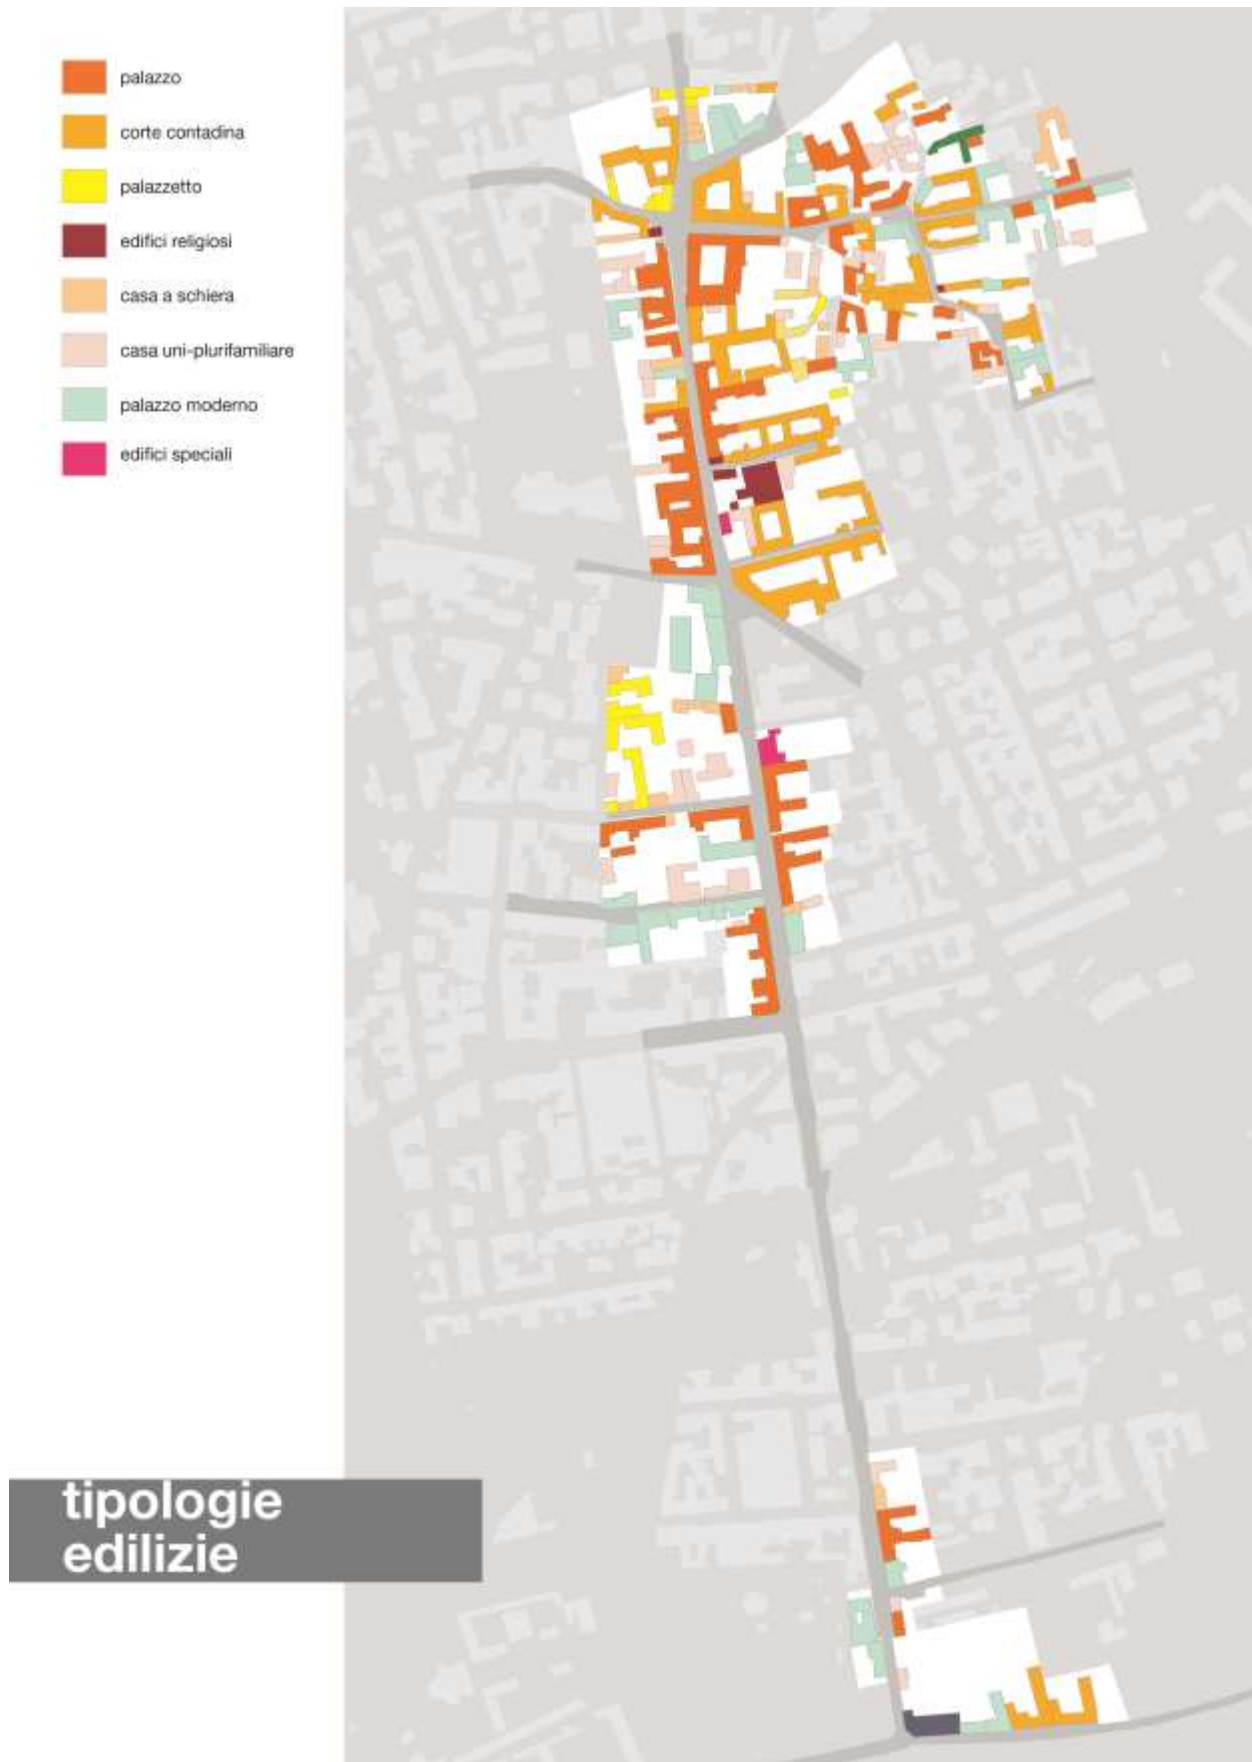 palazzo
corte contadina
palazzetto
edifici religiosi
casa a schiera
casa uni-plurifamiliare
palazzo moderno
edifici speciali
tipologie
edilizie